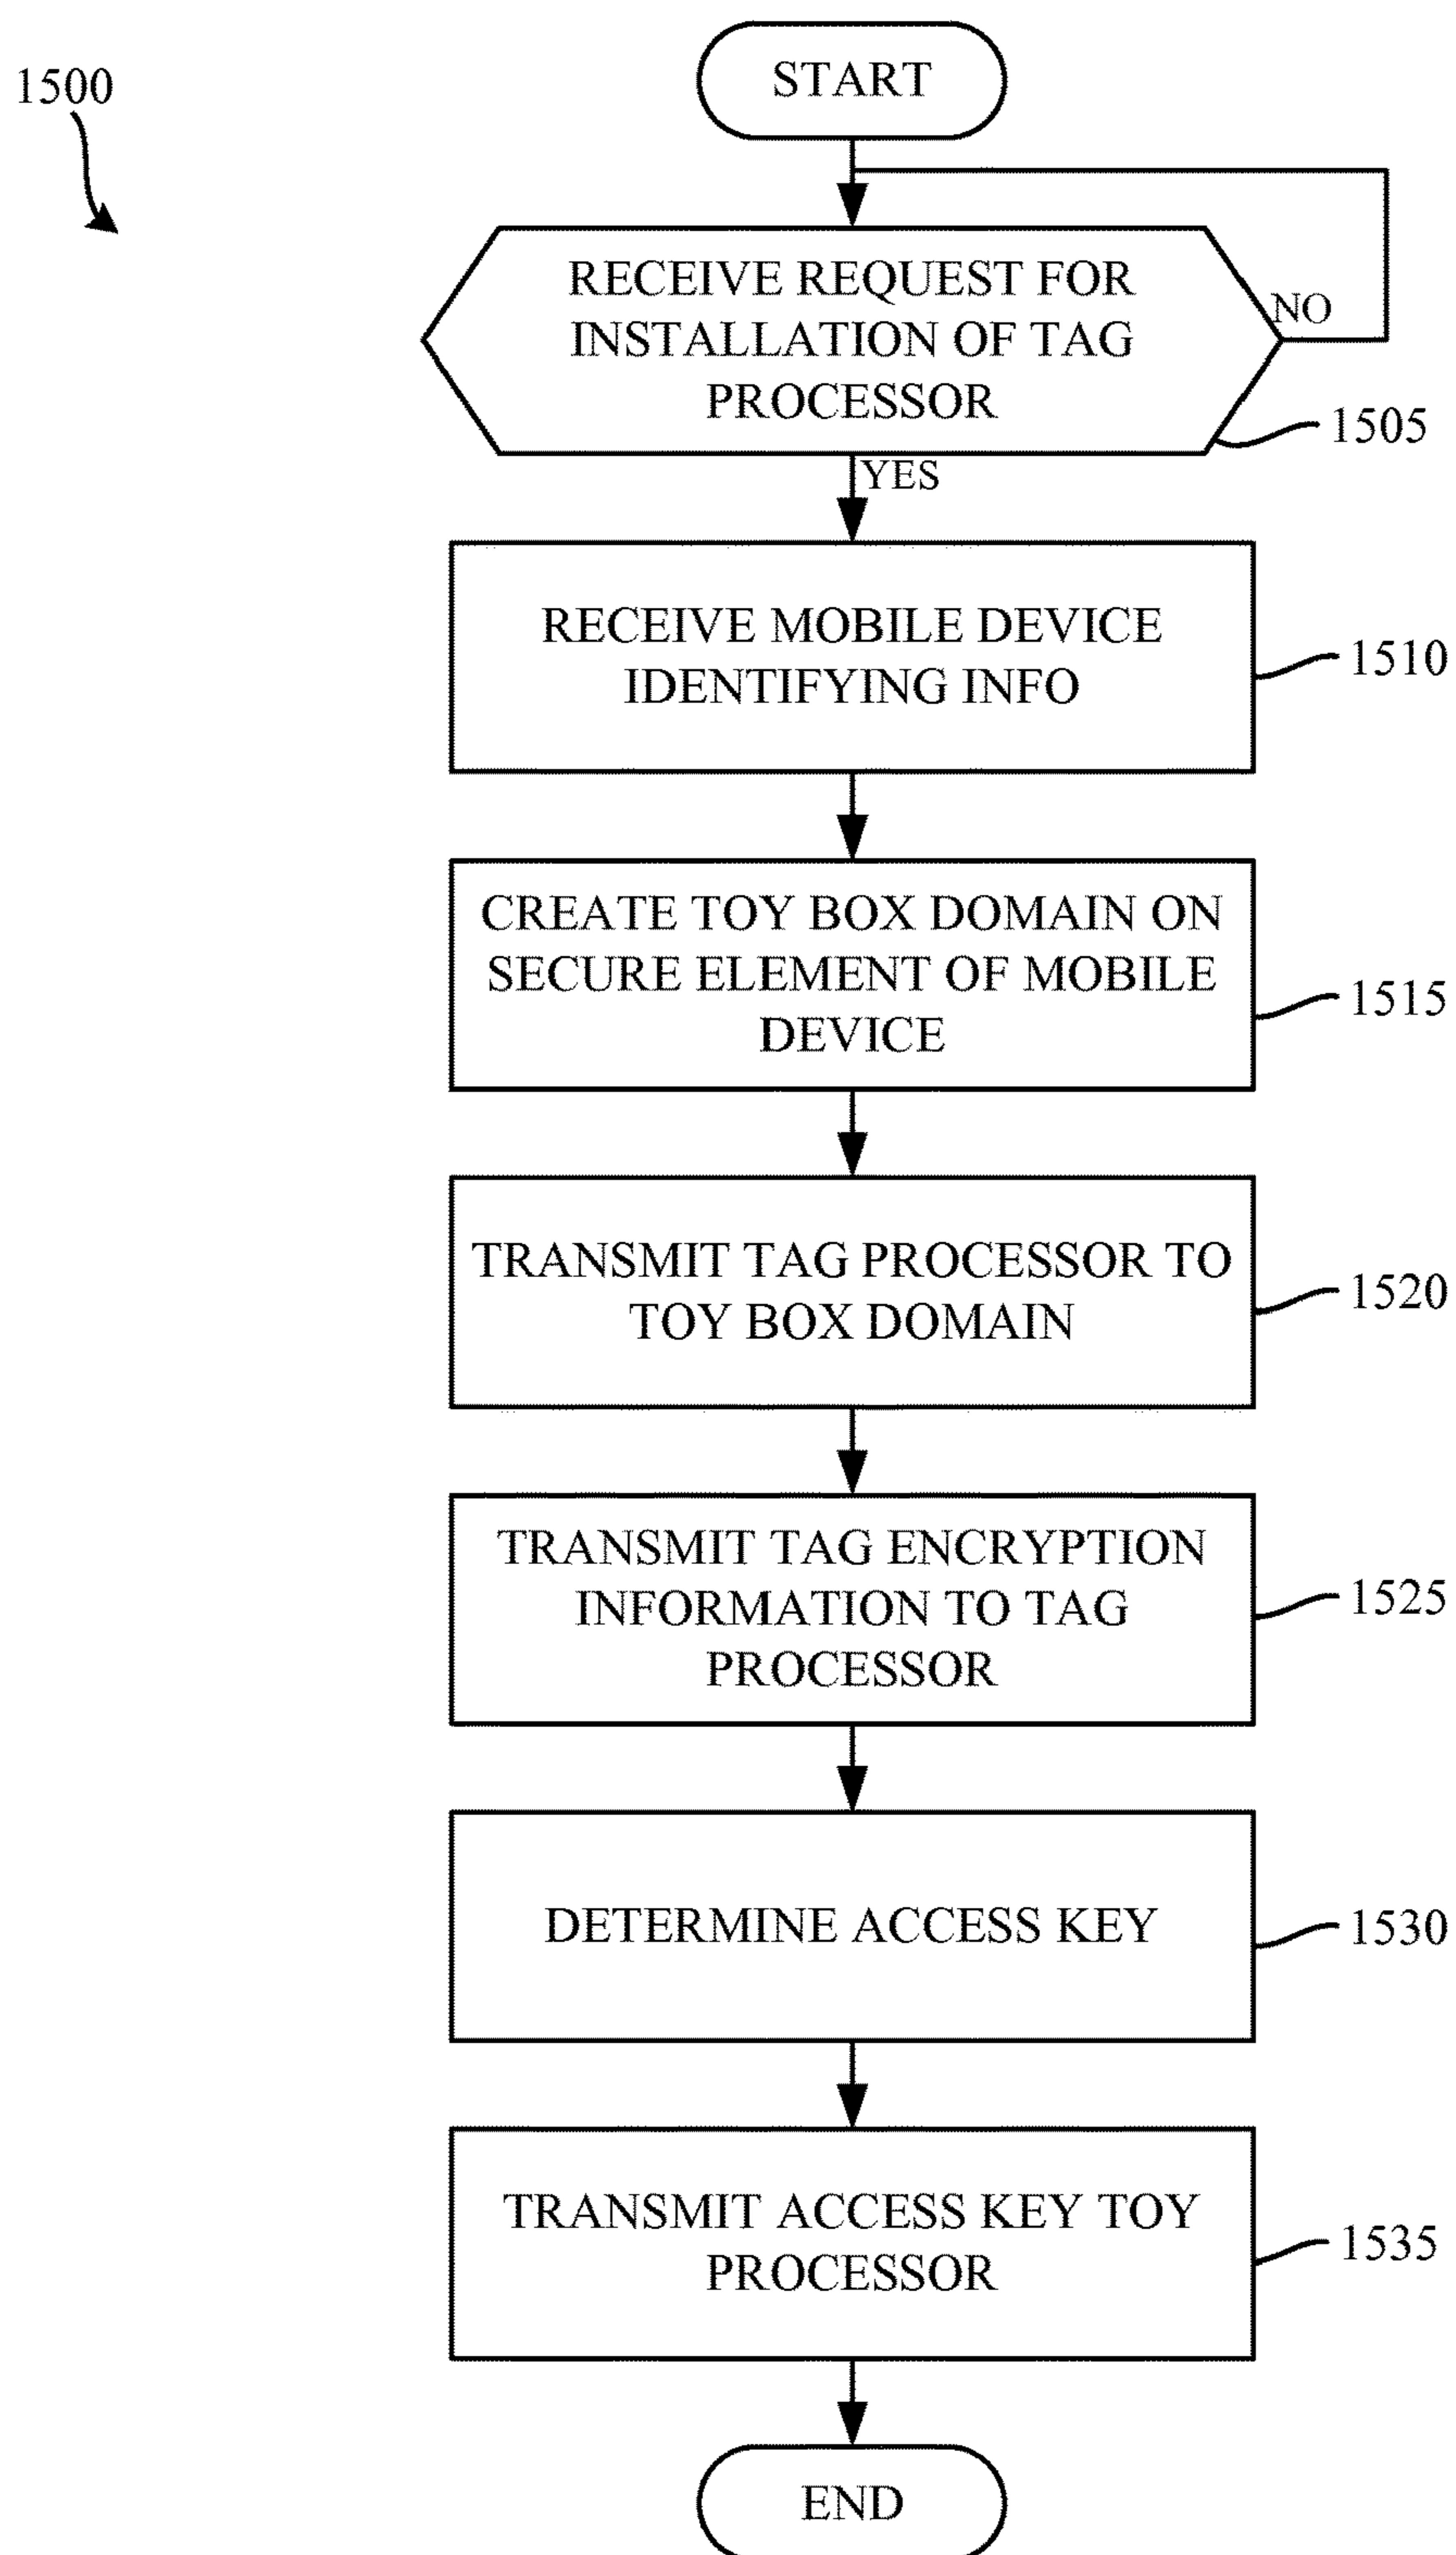 1500
START
RECEIVE REQUEST FOR
INSTALLATION OF TAG
PROCESSOR
NO
1505
YES
RECEIVE MOBILE DEVICE
IDENTIFYING INFO
1510
CREATE TOY BOX DOMAIN ON
SECURE ELEMENT OF MOBILE
DEVICE
1515
TRANSMIT TAG PROCESSOR TO
TOY BOX DOMAIN
1520
TRANSMIT TAG ENCRYPTION
INFORMATION TO TAG
PROCESSOR
1525
DETERMINE ACCESS KEY
1530
TRANSMIT ACCESS KEY TOY
PROCESSOR
1535
END